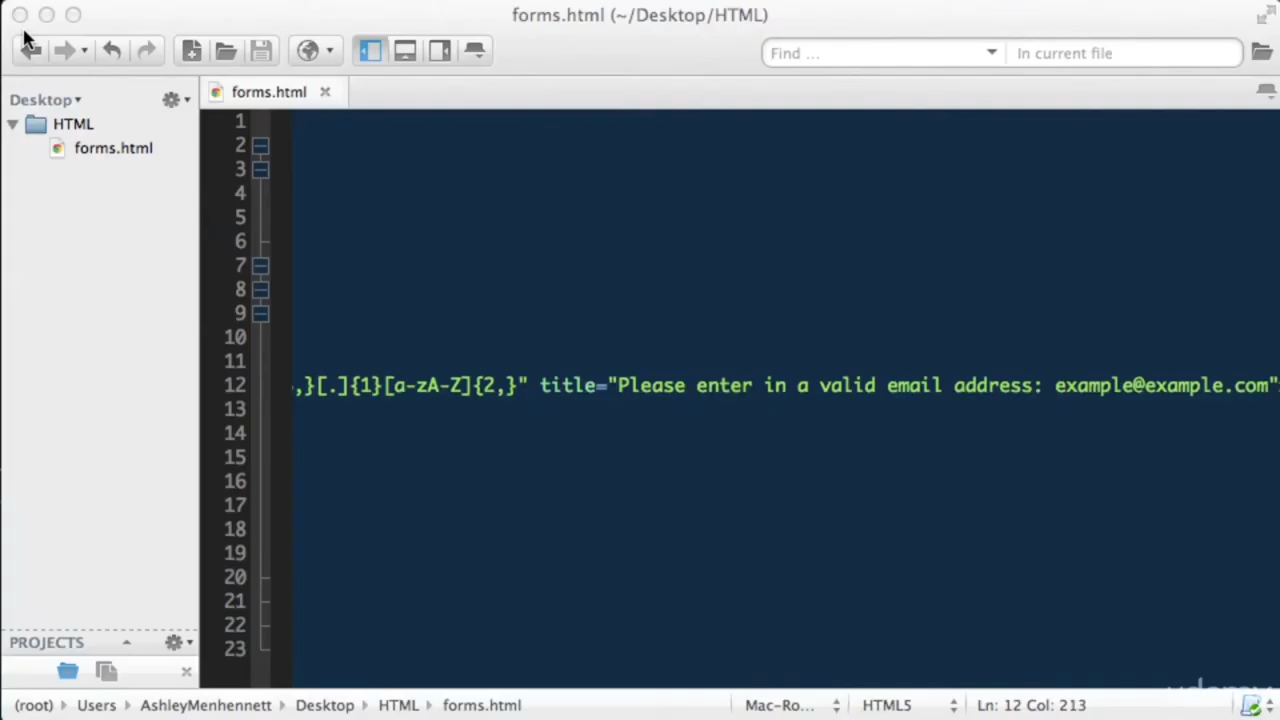 forms.html (~/Desktop/HTML)
Find ...
In current file
Desktop
forms.html
HTML
forms.html
1
2
3
4
5
6
7
8
9
10
11
12 ,}[.]{1}[a-zA-Z]{2,}" title="Please enter in a valid email address: example@example.com"
13
14
15
16
17
18
19
20
21
22
23
PROJECTS
(root) Users AshleyMenhennett Desktop HTML forms.html Mac-Ro... HTML5 Ln: 12 Col: 213